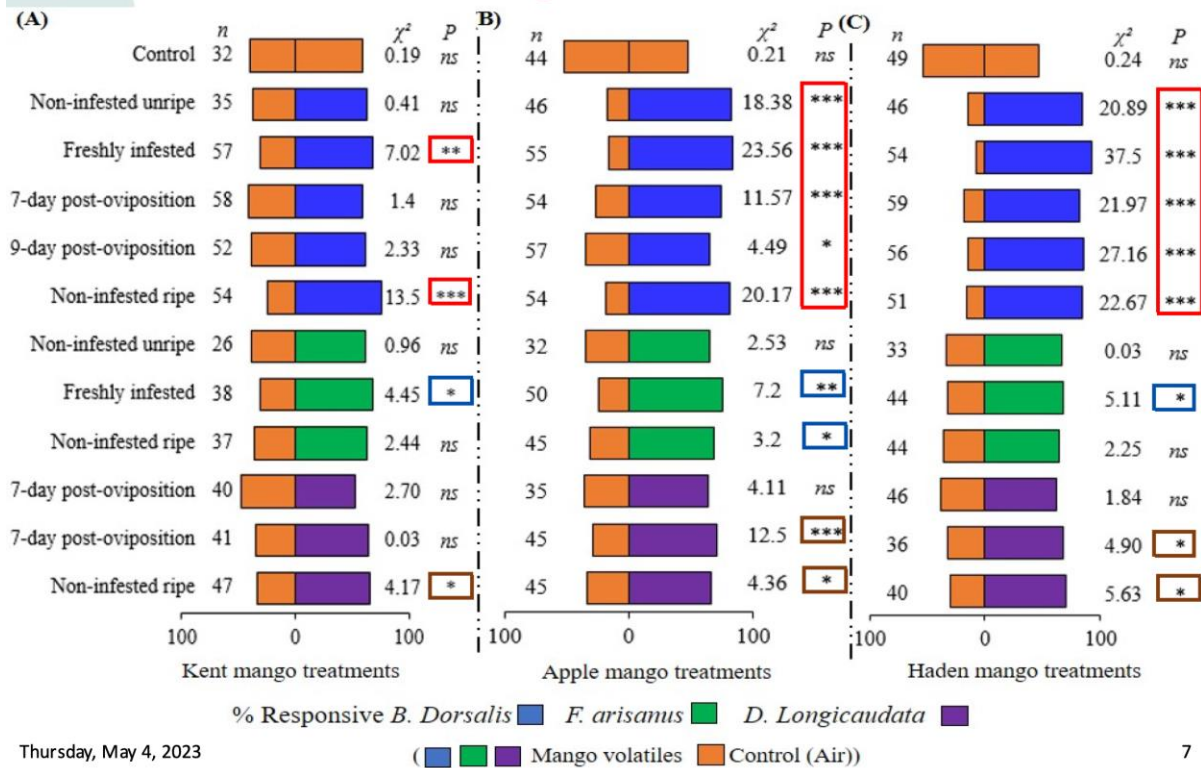 (A) B) (C)
n χ² P n χ² P n χ² P
Control 32 0.19 ns 44 0.21 ns 49 0.24 ns
Non-infested unripe 35 0.41 ns 46 18.38 *** 46 20.89 ***
Freshly infested 57 7.02 ** 55 23.56 *** 54 37.5 ***
7-day post-oviposition 58 1.4 ns 54 11.57 *** 59 21.97 ***
9-day post-oviposition 52 2.33 ns 57 4.49 * 56 27.16 ***
Non-infested ripe 54 13.5 *** 54 20.17 *** 51 22.67 ***
Non-infested unripe 26 0.96 ns 32 2.53 ns 33 0.03 ns
Freshly infested 38 4.45 * 50 7.2 ** 44 5.11 *
Non-infested ripe 37 2.44 ns 45 3.2 * 44 2.25 ns
7-day post-oviposition 40 2.70 ns 35 4.11 ns 46 1.84 ns
7-day post-oviposition 41 0.03 ns 45 12.5 *** 36 4.90 *
Non-infested ripe 47 4.17 * 45 4.36 * 40 5.63 *
100 0 100 100 0 100 100 0 100
Kent mango treatments Apple mango treatments Haden mango treatments
% Responsive B. Dorsalis F. arisanus D. Longicaudata
( Mango volatiles Control (Air))
Thursday, May 4, 2023 7